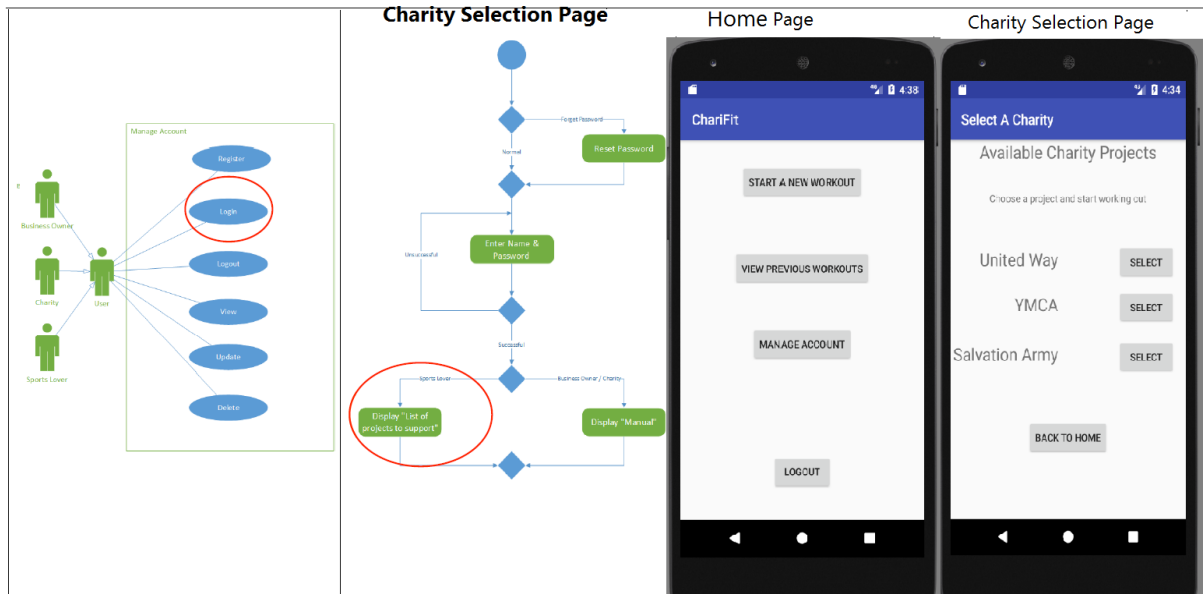 Manage Account
Register
Login
Logout
View
Update
Delete
Business Owner
Charity
User
Sports Lover
Charity Selection Page
Forget Password
Normal
Reset Password
Enter Name &
Password
Unsuccessful
Successful
Sports Lover
Business Owner / Charity
Display "List of
projects to support"
Display "Manual"
Home Page
4:38
ChariFit
START A NEW WORKOUT
VIEW PREVIOUS WORKOUTS
MANAGE ACCOUNT
LOGOUT
Charity Selection Page
4:34
Select A Charity
Available Charity Projects
Choose a project and start working out
United Way
SELECT
YMCA
SELECT
Salvation Army
SELECT
BACK TO HOME